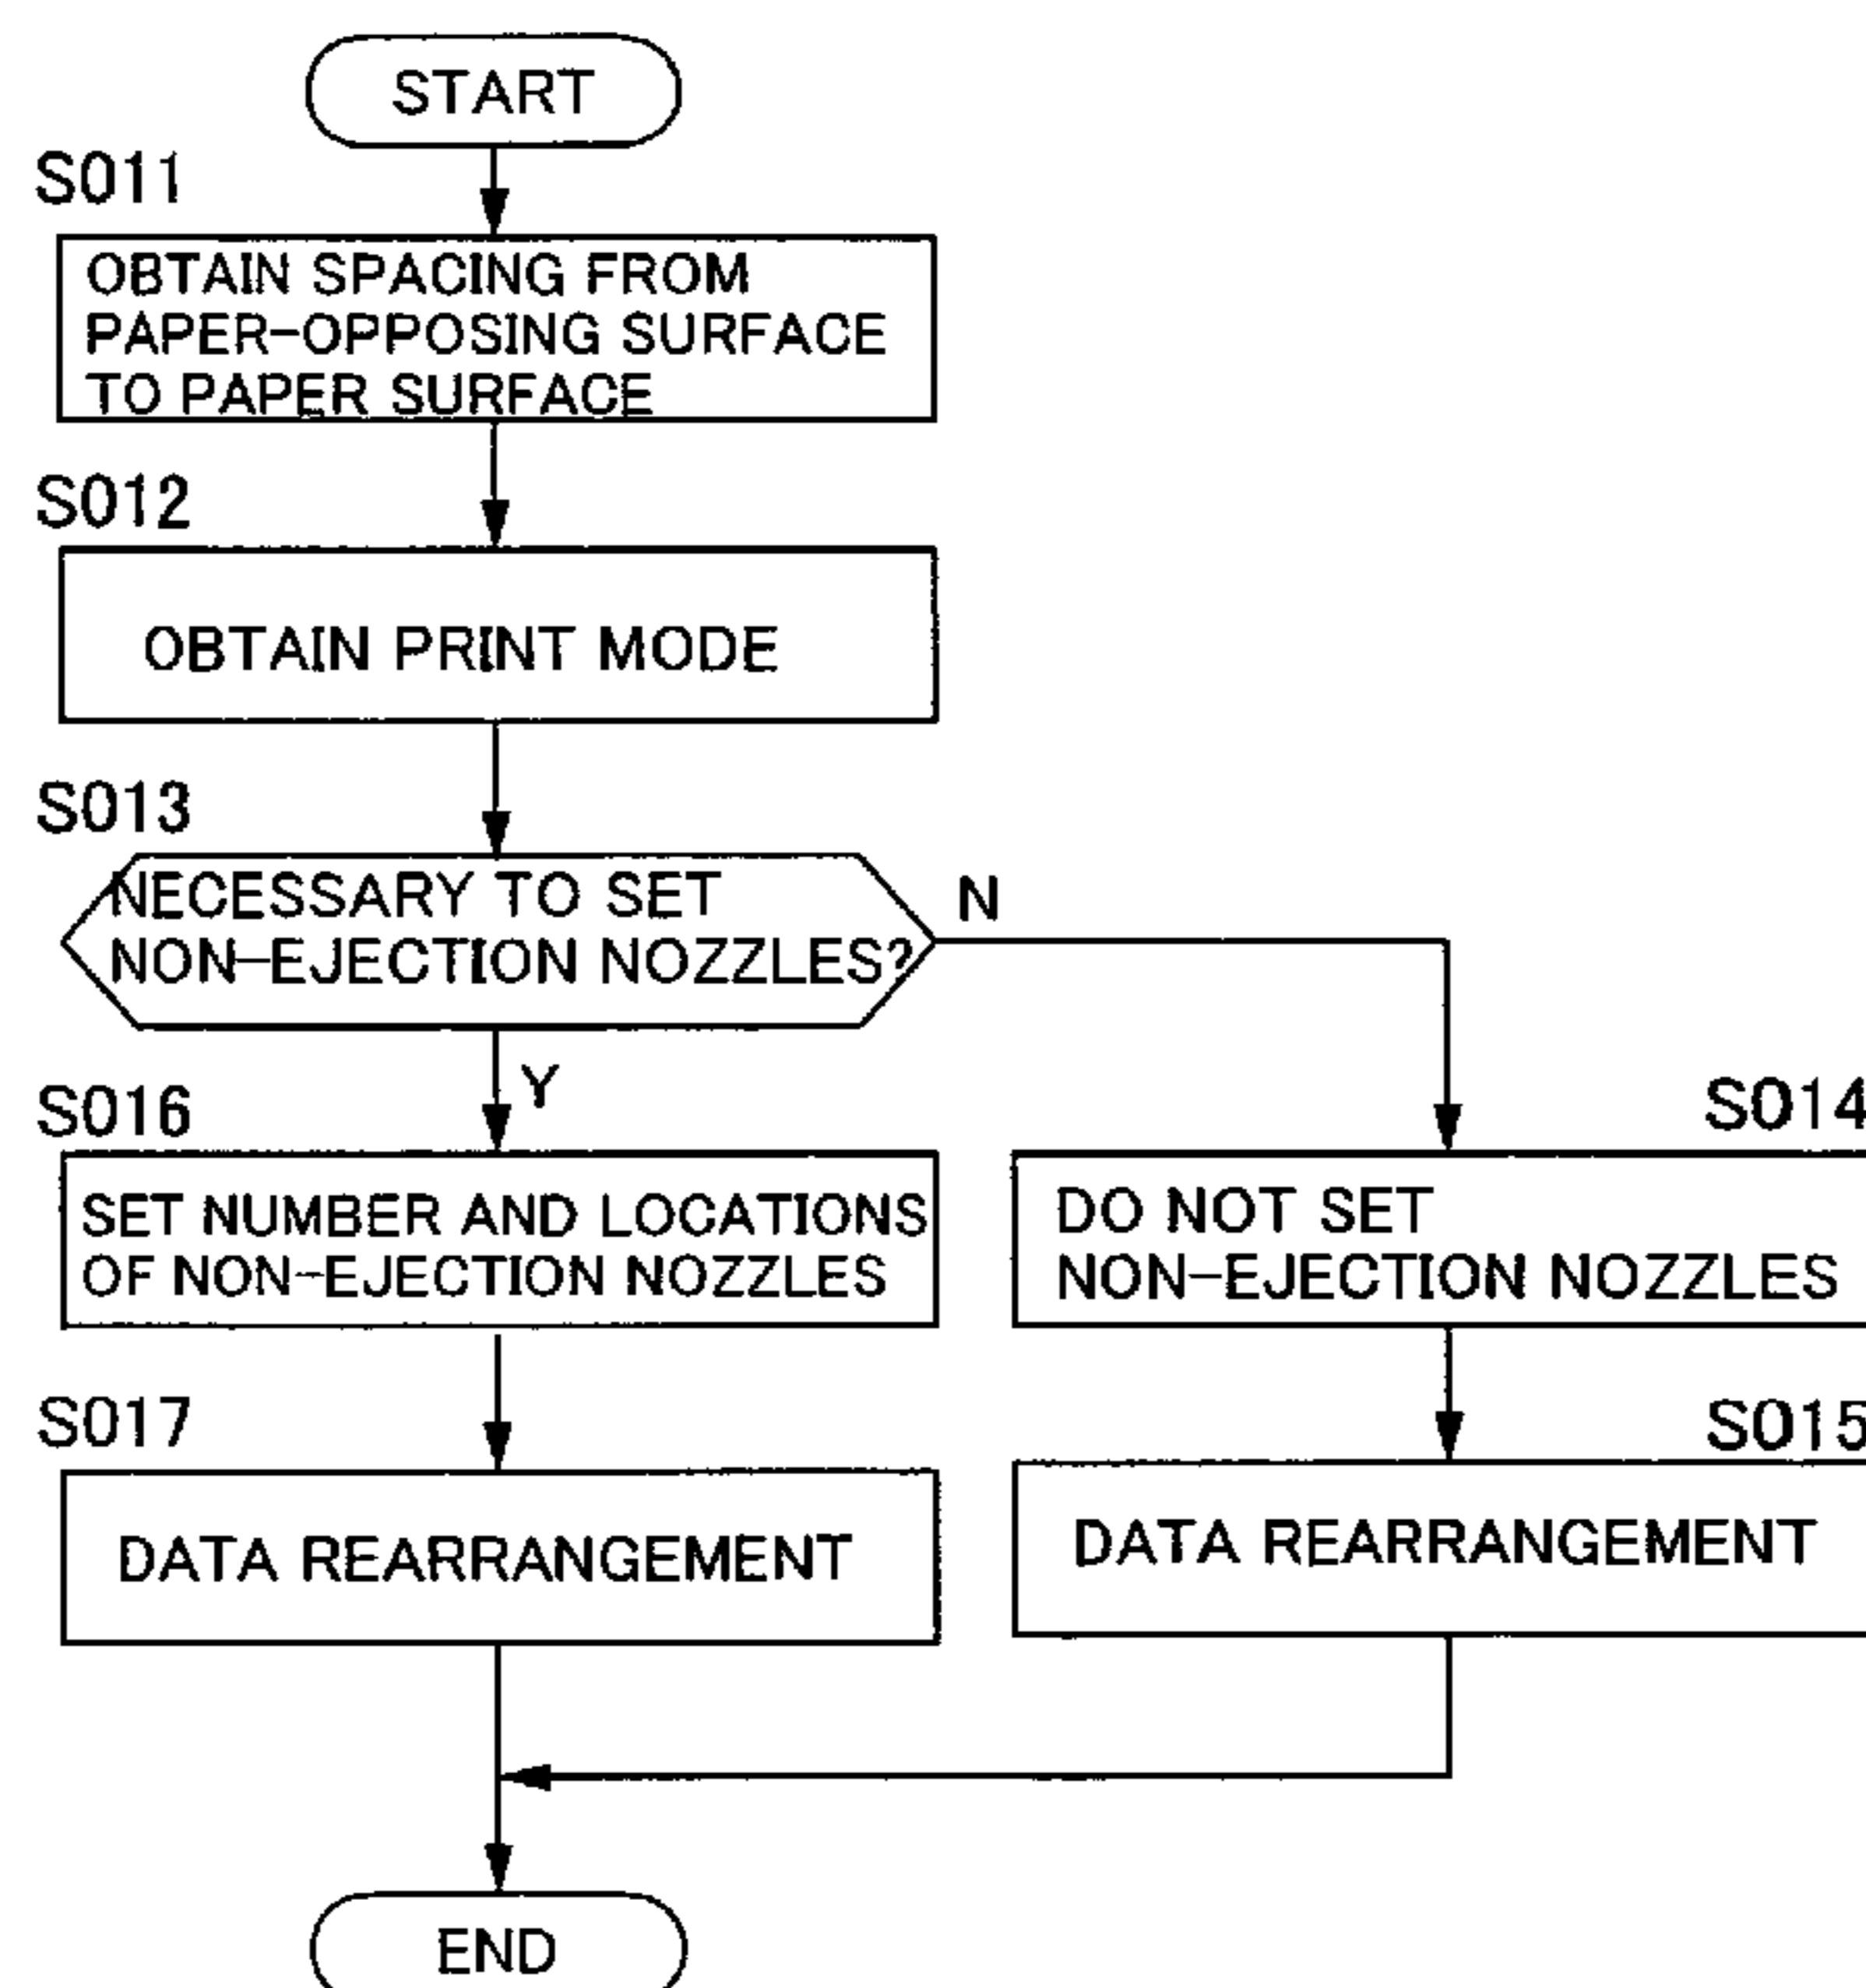 START
S011
OBTAIN SPACING FROM
PAPER-OPPOSING SURFACE
TO PAPER SURFACE
S012
OBTAIN PRINT MODE
S013
NECESSARY TO SET
NON-EJECTION NOZZLES?
N
Y
S016
SET NUMBER AND LOCATIONS
OF NON-EJECTION NOZZLES
S014
DO NOT SET
NON-EJECTION NOZZLES
S017
DATA REARRANGEMENT
S015
DATA REARRANGEMENT
END